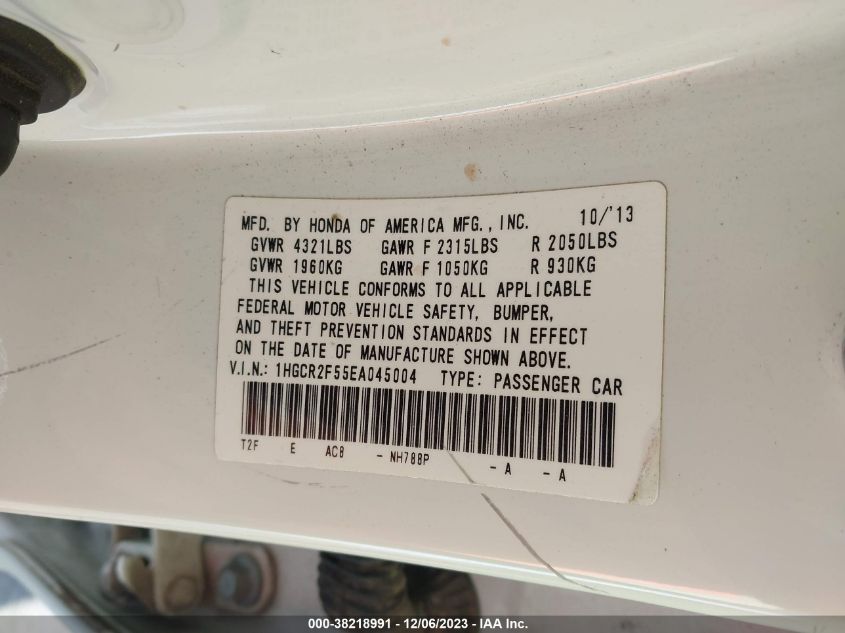 MFD. BY HONDA OF AMERICA MFG., INC. 10/'13
GVWR 4321LBS GAWR F 2315LBS R 2050LBS
GVWR 1960KG GAWR F 1050KG R 930KG
THIS VEHICLE CONFORMS TO ALL APPLICABLE
FEDERAL MOTOR VEHICLE SAFETY, BUMPER,
AND THEFT PREVENTION STANDARDS IN EFFECT
ON THE DATE OF MANUFACTURE SHOWN ABOVE.
V.I.N.: 1HGCR2F55EA045004 TYPE: PASSENGER CAR
T2F E AC8 - NH788P - A - A
000-38218991 - 12/06/2023 - IAA Inc.